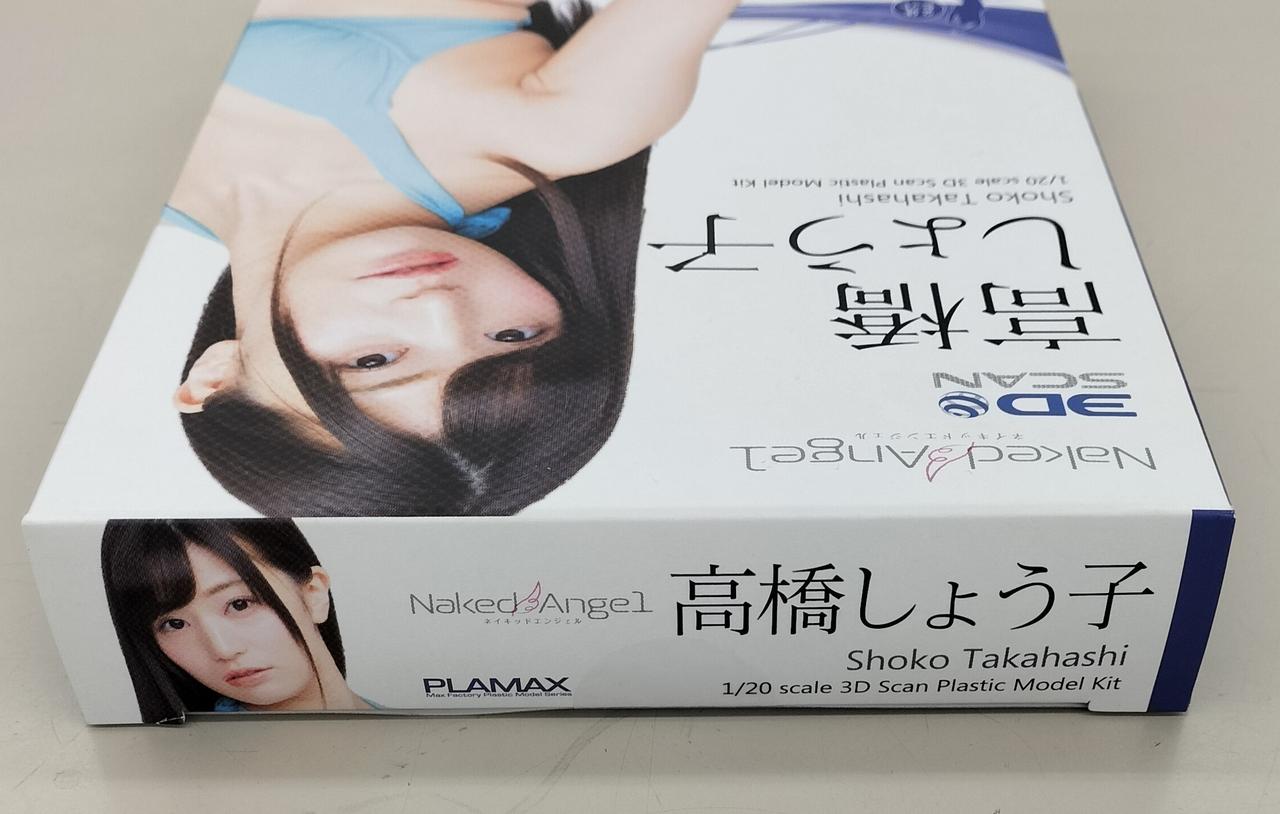 1/20 scale 3D Scan Plastic Model Kit
Shoko Takahashi
高橋
しょう子
3D
SCAN
Naked Angel
ネイキッドエンジェル
Naked Angel
ネイキッドエンジェル
高橋しょう子
Shoko Takahashi
1/20 scale 3D Scan Plastic Model Kit
PLAMAX
Max Factory Plastic Model Series